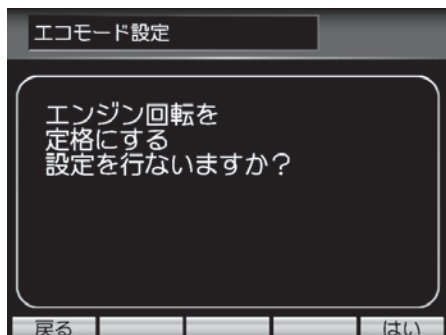 エコモード設定
エンジン回転を
定格にする
設定を行ないますか？
戻る
はい